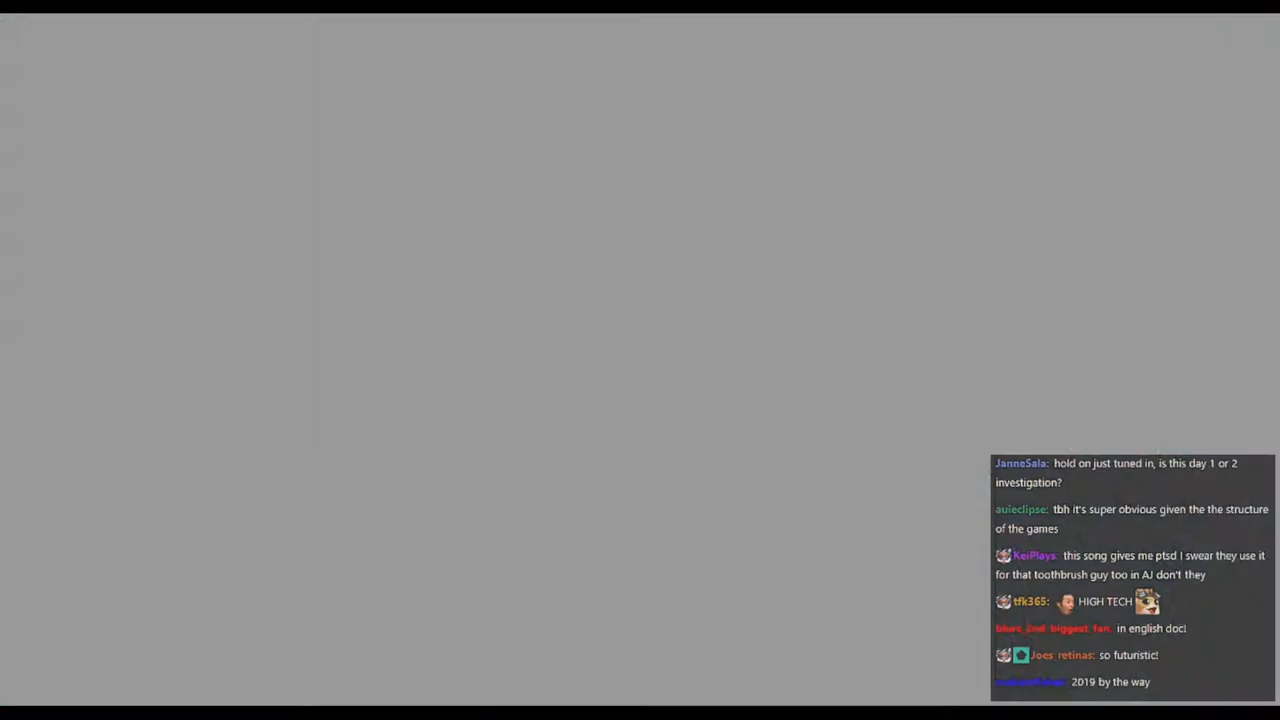 JanneSala: hold on just tuned in, is this day 1 or 2
investigation?
auieclipse: tbh it's super obvious given the the structure
of the games
KeiPlays: this song gives me ptsd I swear they use it
for that toothbrush guy too in AJ don't they
tfk365: HIGH TECH
blues_2nd_biggest_fan: in english doc!
Joes_retinas: so futuristic!
2019 by the way